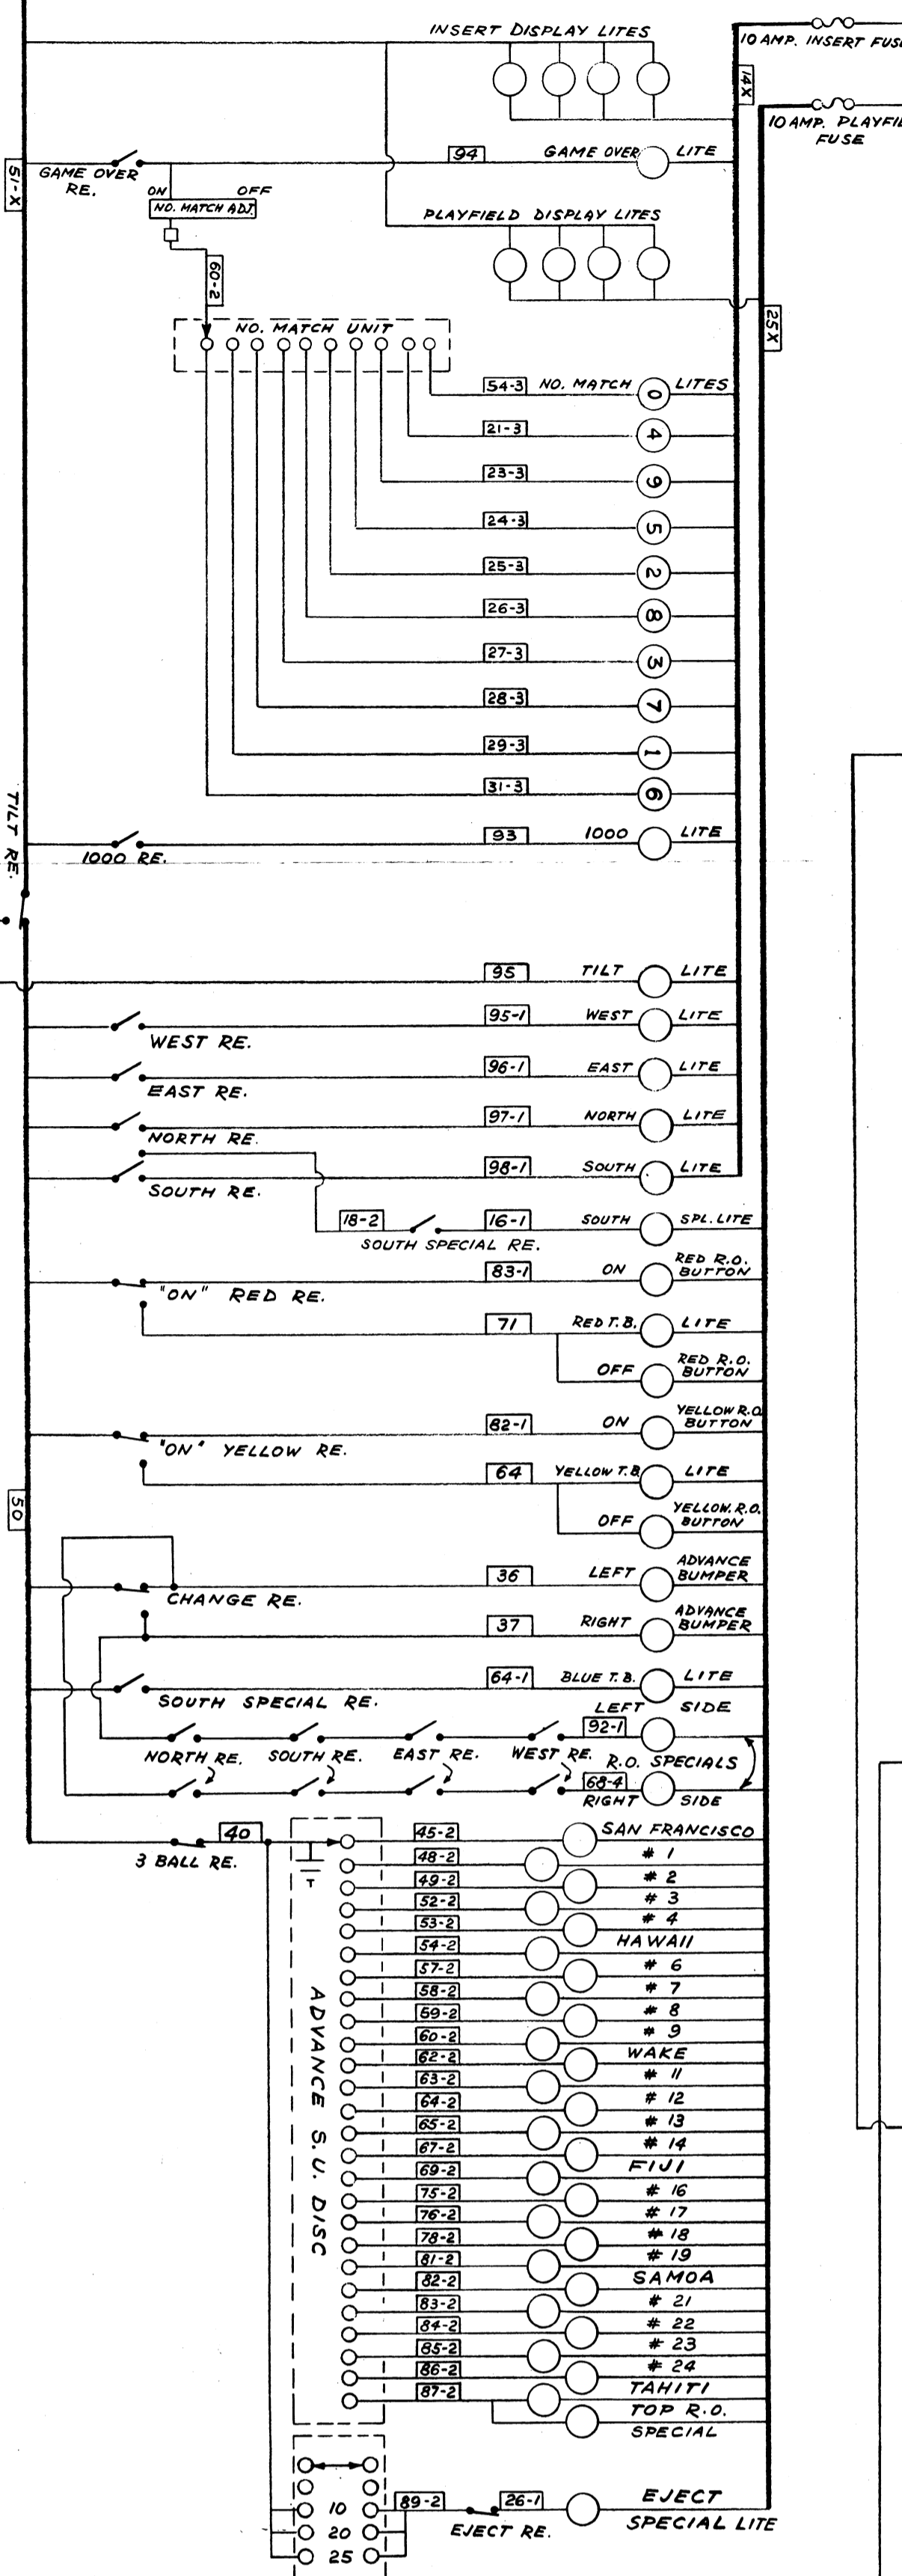 INSERT DISPLAY LITES
10 AMP. INSERT FUSE
14X
10 AMP. PLAYFIE
FUSE
51-X
GAME OVER
RE.
94
GAME OVER LITE
ON OFF
NO. MATCH ADJ.
PLAYFIELD DISPLAY LITES
60-2
25X
NO. MATCH UNIT
54-3 NO. MATCH 0 LITES
21-3 4
23-3 9
24-3 5
25-3 2
26-3 8
27-3 3
28-3 7
29-3 1
31-3 6
TILT RE.
1000 RE. 93 1000 LITE
95 TILT LITE
WEST RE. 95-1 WEST LITE
EAST RE. 96-1 EAST LITE
NORTH RE. 97-1 NORTH LITE
SOUTH RE. 98-1 SOUTH LITE
18-2 16-1 SOUTH SPL. LITE
SOUTH SPECIAL RE.
"ON" RED RE. 83-1 ON RED R.O. BUTTON
71 RED T.B. LITE
OFF RED R.O. BUTTON
"ON" YELLOW RE. 82-1 ON YELLOW R.O. BUTTON
64 YELLOW T.B. LITE
OFF YELLOW. R.O. BUTTON
50
CHANGE RE. 36 LEFT ADVANCE BUMPER
37 RIGHT ADVANCE BUMPER
SOUTH SPECIAL RE. 64-1 BLUE T.B. LITE
92-1 LEFT SIDE
NORTH RE. SOUTH RE. EAST RE. WEST RE. R.O. SPECIALS
68-4 RIGHT SIDE
3 BALL RE. 40
T
ADVANCE S.U. DISC
45-2 SAN FRANCISCO
48-2 # 1
49-2 # 2
52-2 # 3
53-2 # 4
54-2 HAWAII
57-2 # 6
58-2 # 7
59-2 # 8
60-2 # 9
62-2 WAKE
63-2 # 11
64-2 # 12
65-2 # 13
67-2 # 14
69-2 FIJI
75-2 # 16
76-2 # 17
78-2 # 18
81-2 # 19
82-2 SAMOA
83-2 # 21
84-2 # 22
85-2 # 23
86-2 # 24
87-2 TAHITI
TOP R.O.
SPECIAL
10 89-2 26-1 EJECT
EJECT RE. SPECIAL LITE
20
25